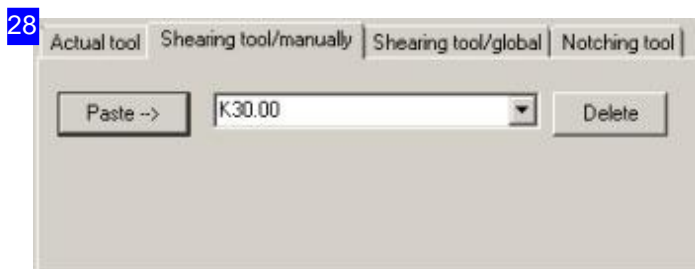 28
Actual tool Shearing tool/manually Shearing tool/global Notching tool
Paste --> K30.00 Delete